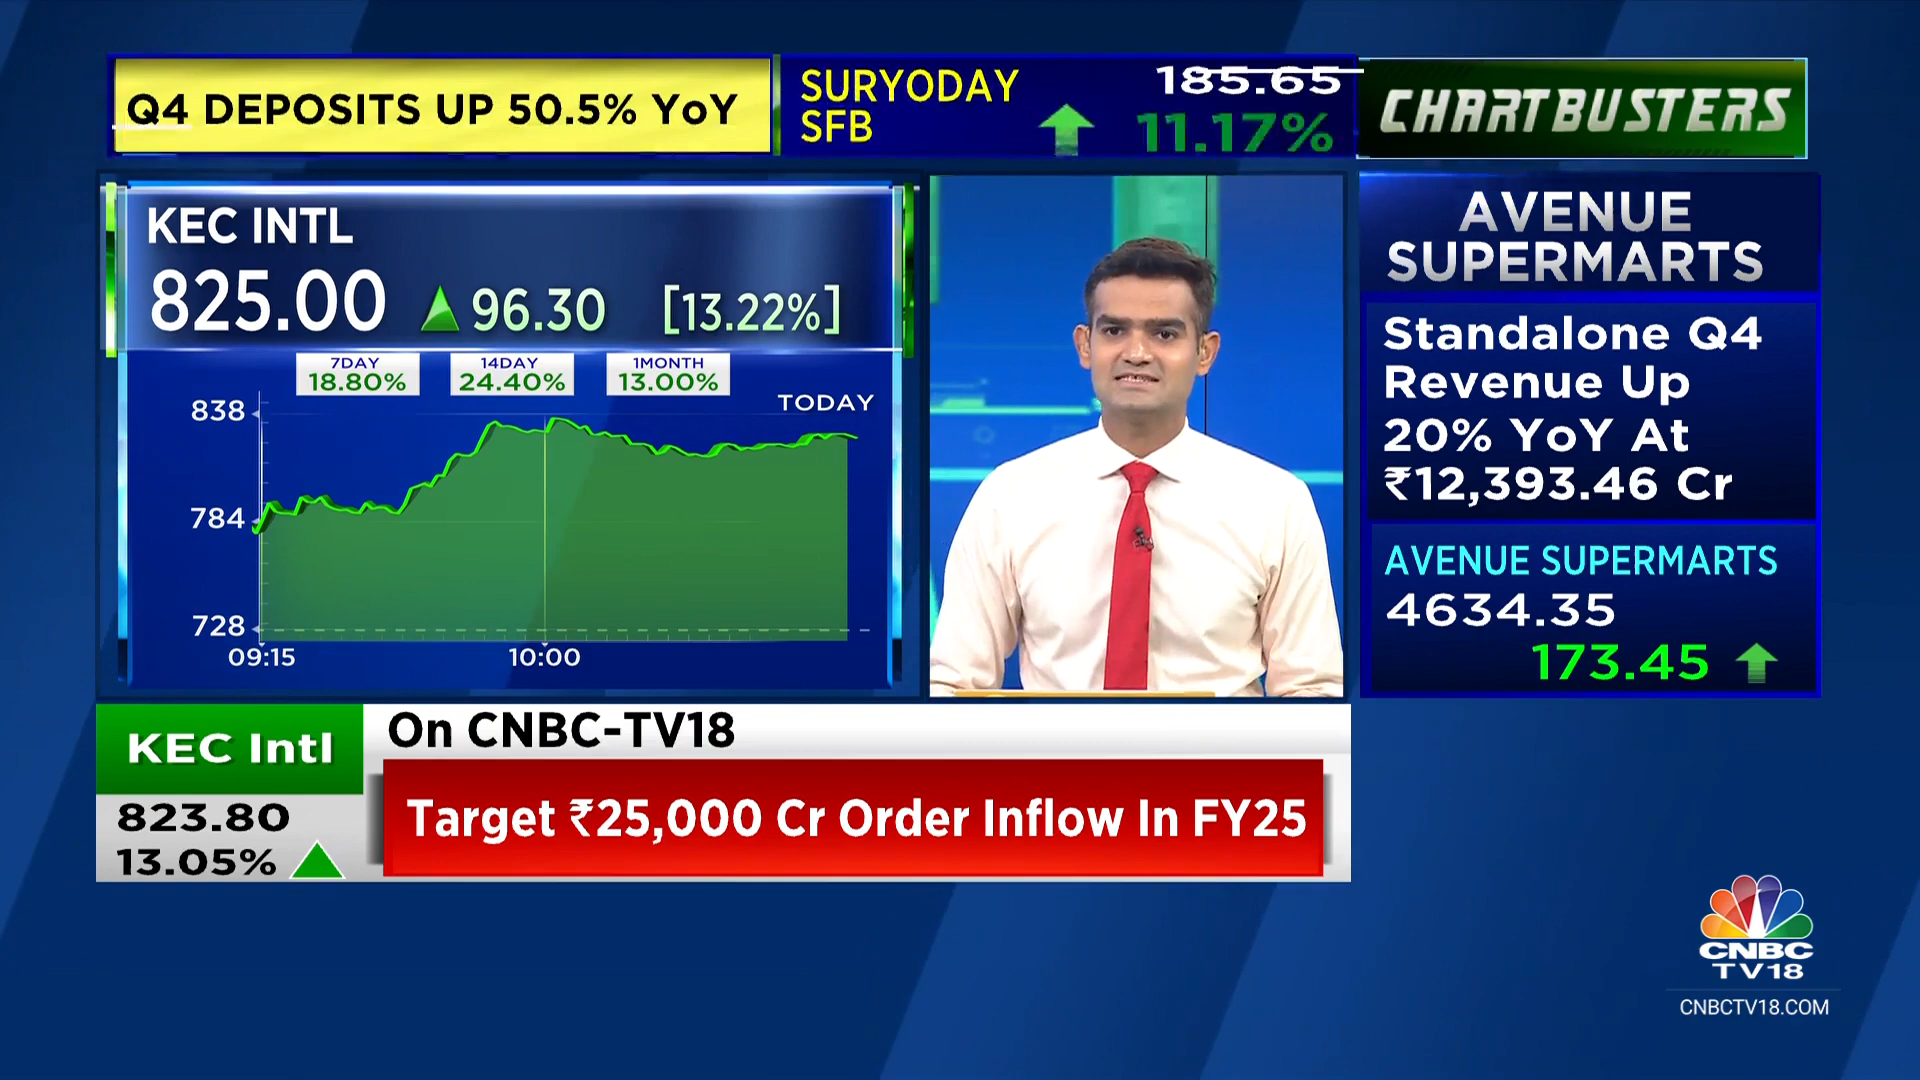 Q4 DEPOSITS UP 50.5% YoY
SURYODAY
SFB
185.65
11.17%
CHARTBUSTERS
KEC INTL
825.00 96.30 [13.22%]
7DAY
18.80%
14DAY
24.40%
1MONTH
13.00%
TODAY
838
784
728
09:15
10:00
AVENUE
SUPERMARTS
Standalone Q4
Revenue Up
20% YoY At
₹12,393.46 Cr
AVENUE SUPERMARTS
4634.35
173.45
KEC Intl
823.80
13.05%
On CNBC-TV18
Target ₹25,000 Cr Order Inflow In FY25
CNBC
TV18
CNBCTV18.COM